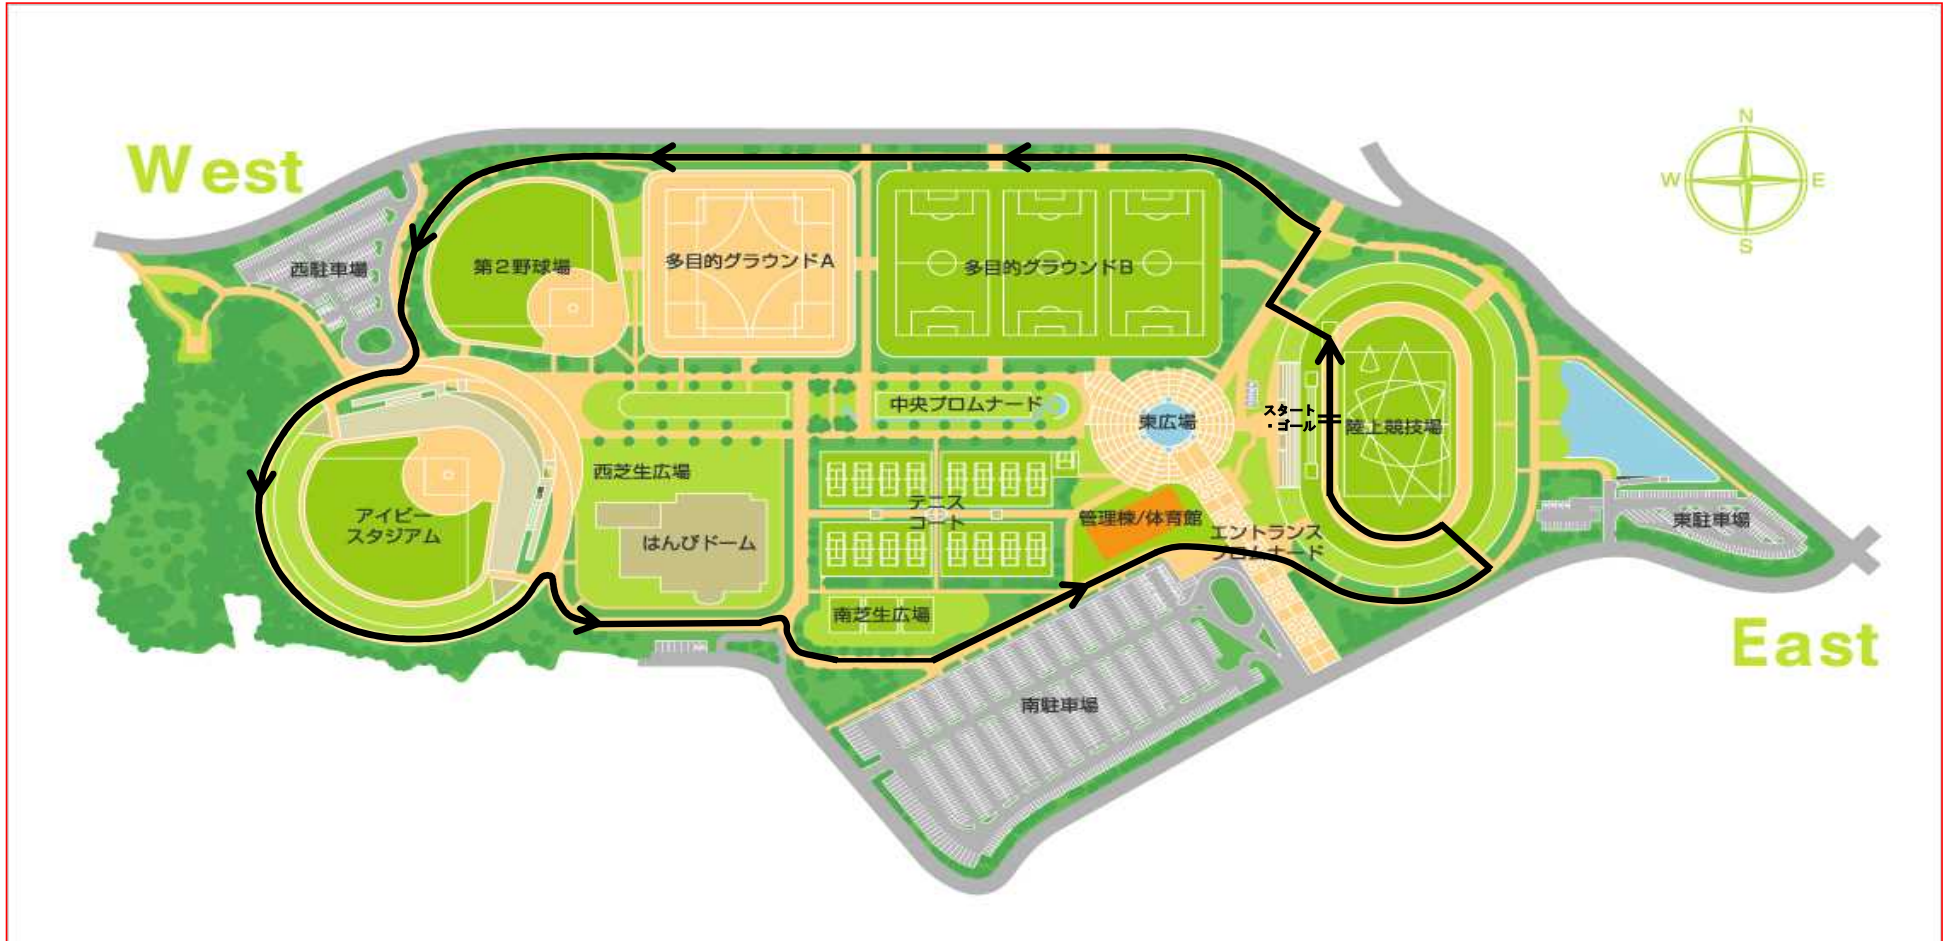 West
N
W
E
S
西駐車場
第2野球場
多目的グラウンドA
多目的グラウンドB
中央プロムナード
東広場
スタート
・ゴール
陸上競技場
西芝生広場
テニス
コート
アイビー
スタジアム
はんぴドーム
管理棟/体育館
エントランス
プロムナード
東駐車場
南芝生広場
East
南駐車場